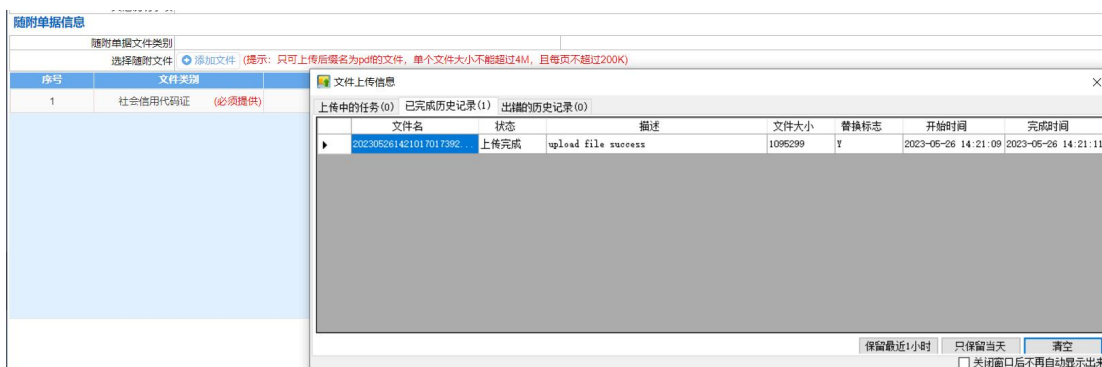 随附单据信息
随附单据文件类别
选择随附文件 添加文件 (提示：只可上传后缀名为pdf的文件，单个文件大小不能超过4M，且每页不超过200K)
序号 文件类别
1 社会信用代码证 (必须提供)
文件上传信息
上传中的任务(0) 已完成历史记录(1) 出错的历史记录(0)
文件名 状态 描述 文件大小 替换标志 开始时间 完成时间
202305261421017017392... 上传完成 upload file success 1095299 Y 2023-05-26 14:21:09 2023-05-26 14:21:11
保留最近1小时 只保留当天 清空
关闭窗口后不再自动显示出来